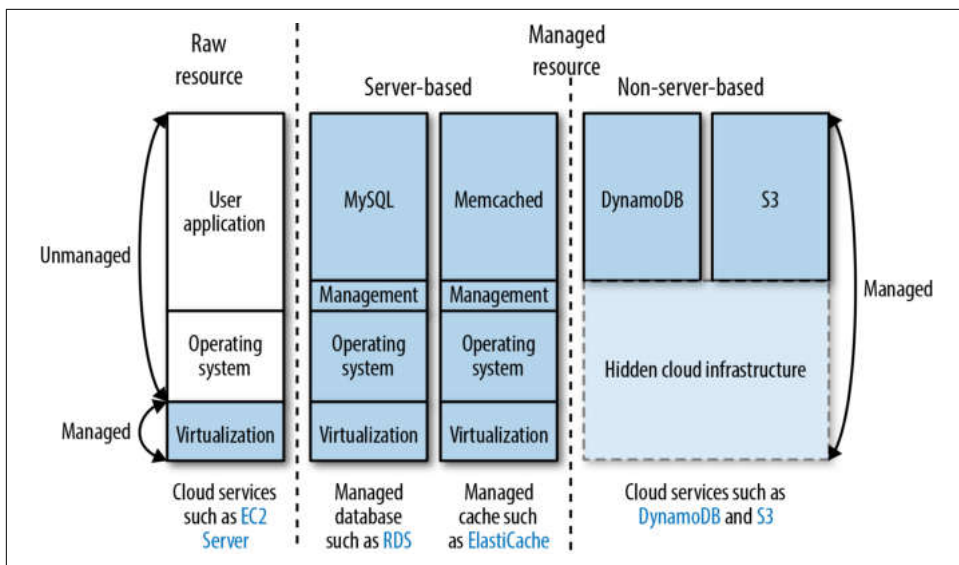 Raw
resource
Managed
resource
Server-based
Non-server-based
Unmanaged
Managed
User
application
Operating
system
Virtualization
MySQL
Management
Operating
system
Virtualization
Memcached
Management
Operating
system
Virtualization
DynamoDB
S3
Hidden cloud infrastructure
Managed
Cloud services
such as EC2
Server
Managed
database
such as RDS
Managed
cache such
as ElastiCache
Cloud services such as
DynamoDB and S3